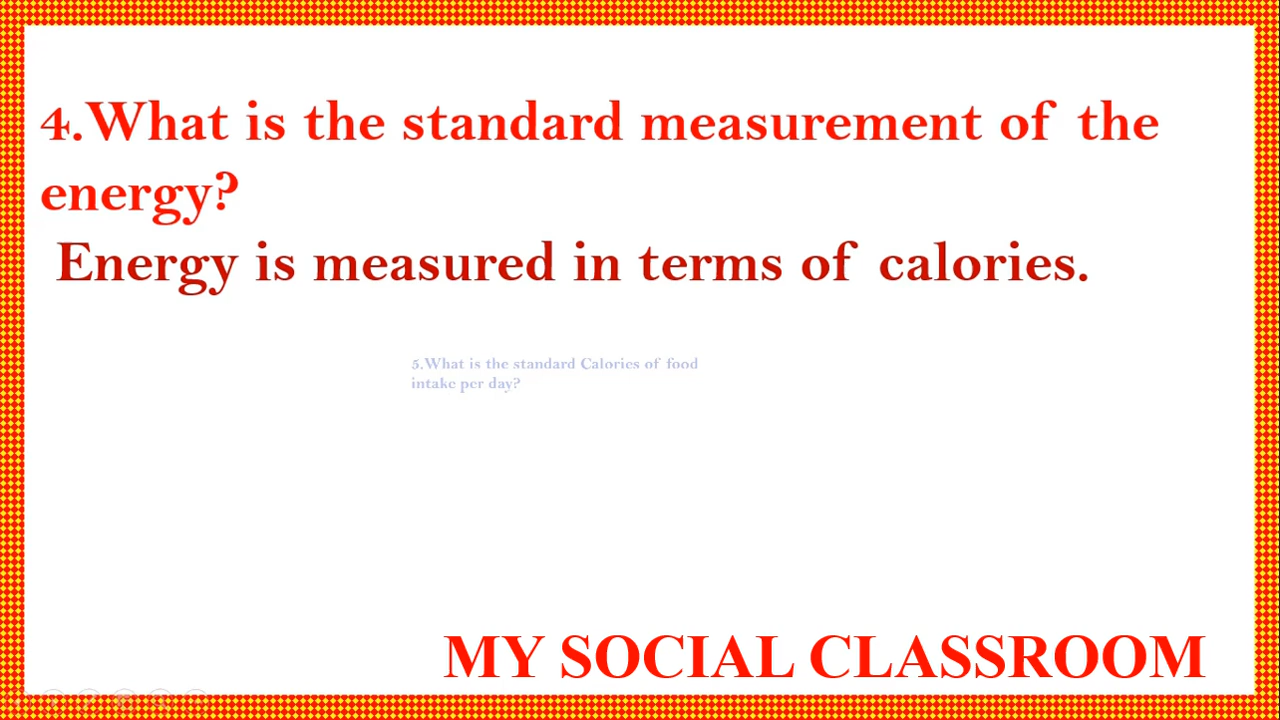 4.What is the standard measurement of the
energy?
Energy is measured in terms of calories.
5.What is the standard Calories of food
intake per day?
MY SOCIAL CLASSROOM